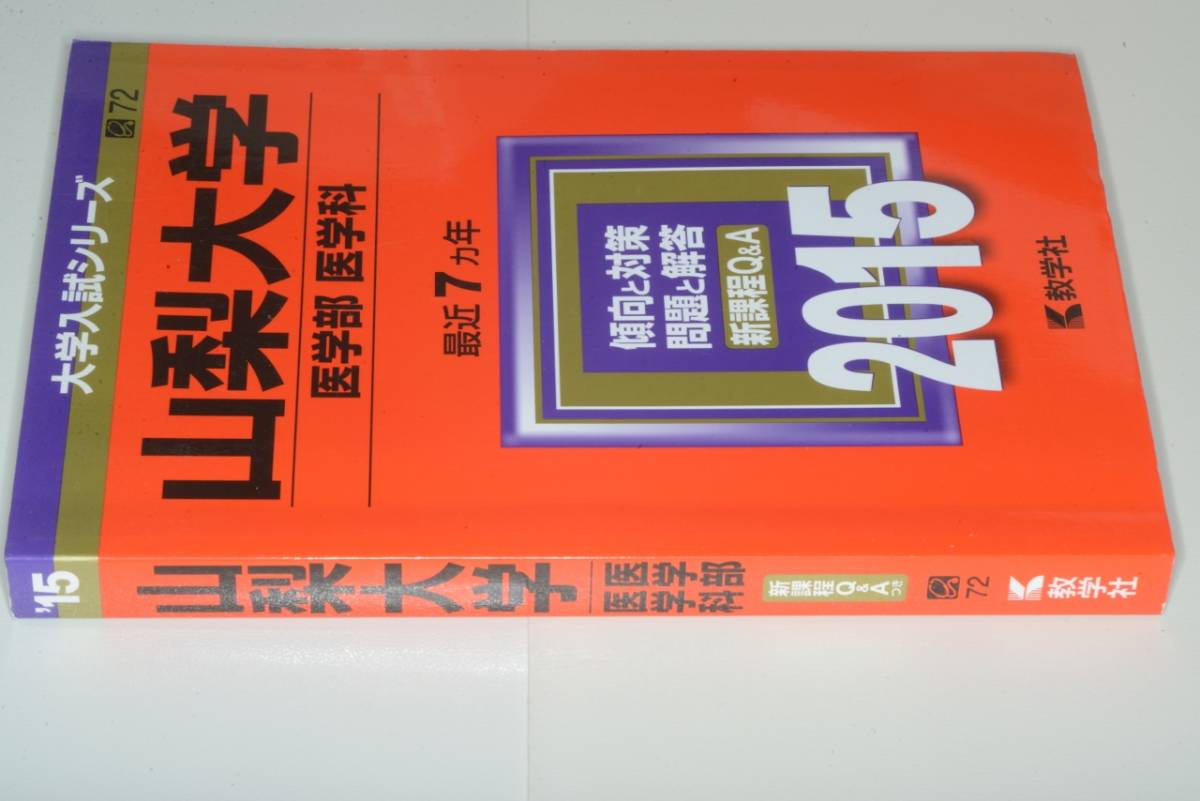 大学入試シリーズ
72
山梨大学
医学部 医学科
最近7カ年
傾向と対策
問題と解答
新課程Q&A
2015
教学社
'15
山梨大学
医学部
医学科
新課程Q&Aつき
72
教学社